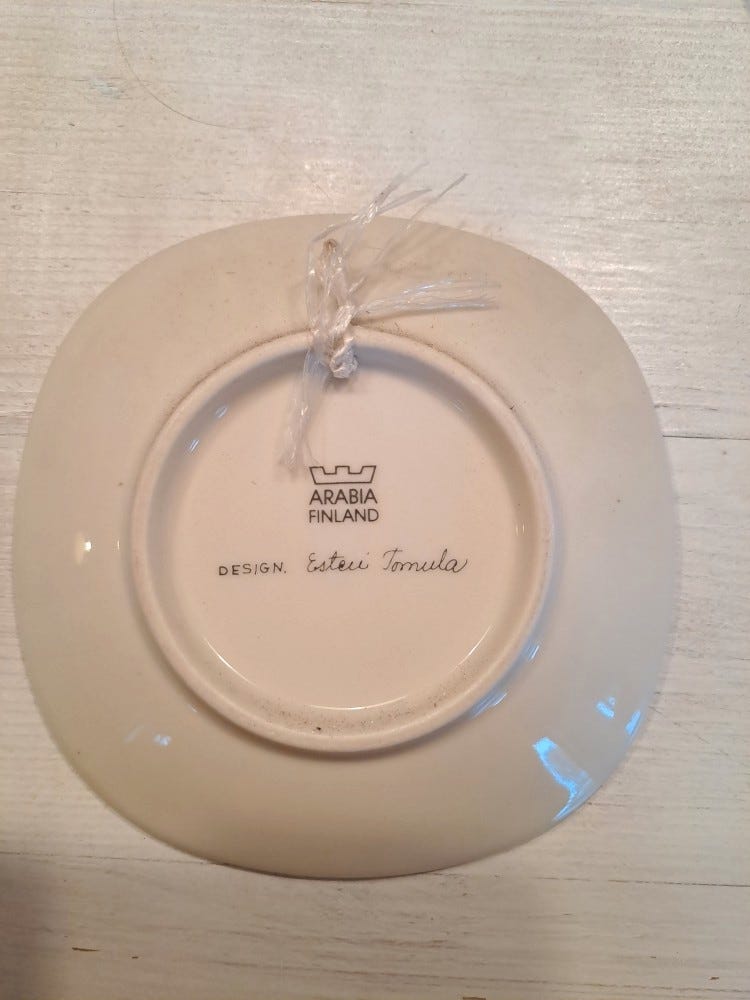 ARABIA
FINLAND
DESIGN. Esteri Tomula